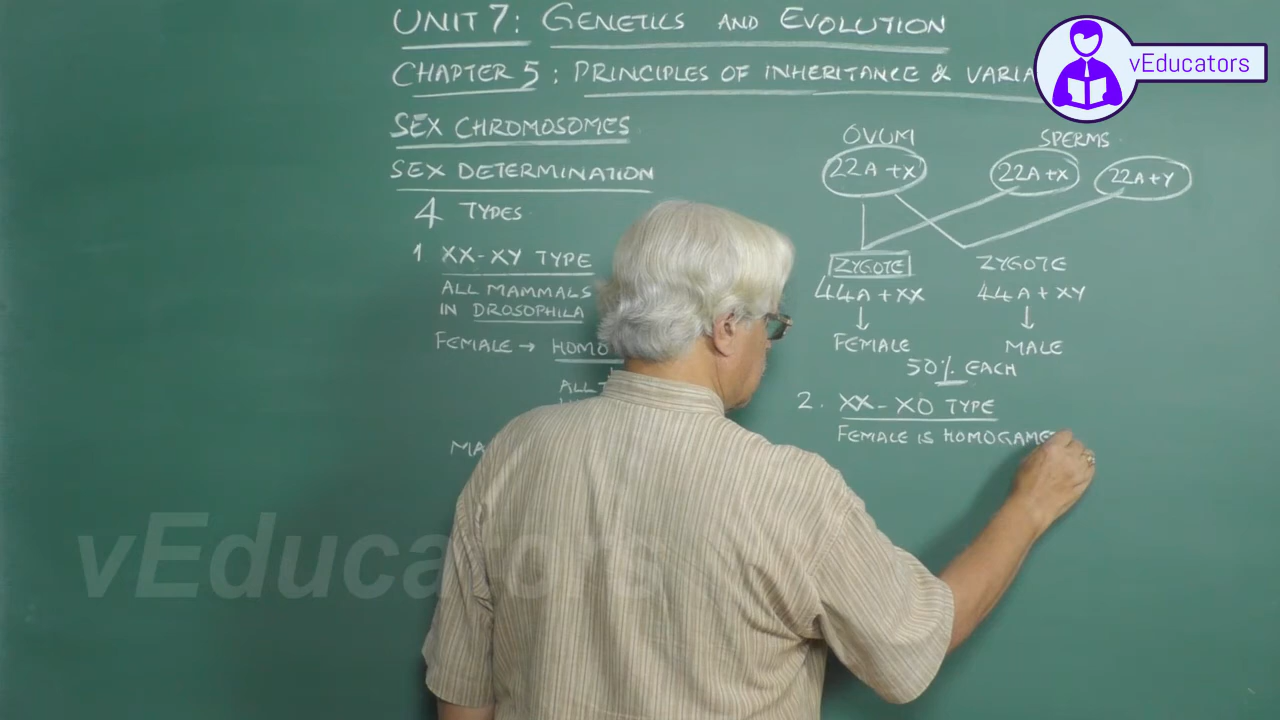 UNIT 7: GENETICS AND EVOLUTION
CHAPTER 5 : PRINCIPLES OF INHERITANCE & VARIA
SEX CHROMOSOMES
SEX DETERMINATION
4 TYPES
1 XX-XY TYPE
ALL MAMMALS
IN DROSOPHILA
FEMALE → HOMO
ALL
MA
OVUM SPERMS
22A+X 22A+X 22A+Y
ZYGOTE ZYGOTE
44A+XX 44A+XY
↓ ↓
FEMALE MALE
50% EACH
2. XX-XO TYPE
FEMALE IS HOMOGAME
vEducators
vEducators